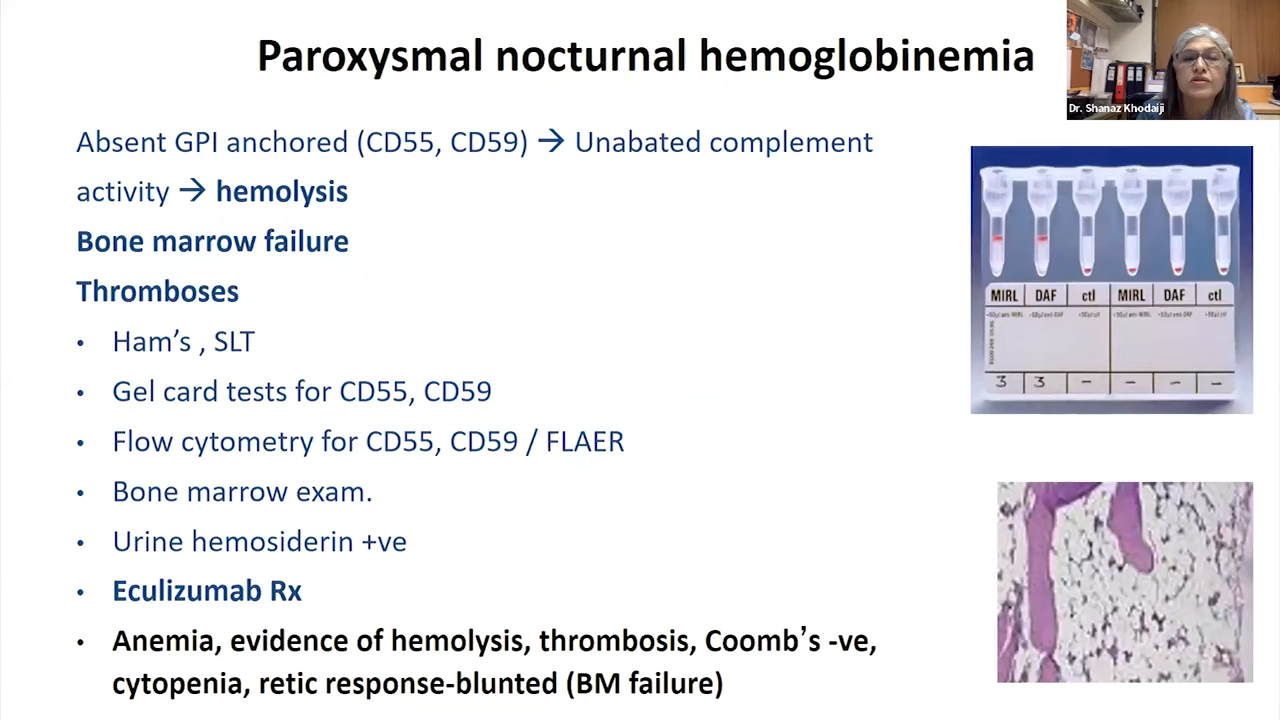 Paroxysmal nocturnal hemoglobinemia
Dr. Shanaz Khodaiji
Absent GPI anchored (CD55, CD59) → Unabated complement
activity → hemolysis
Bone marrow failure
Thromboses
• Ham's , SLT
• Gel card tests for CD55, CD59
• Flow cytometry for CD55, CD59 / FLAER
• Bone marrow exam.
• Urine hemosiderin +ve
• Eculizumab Rx
• Anemia, evidence of hemolysis, thrombosis, Coomb's -ve,
cytopenia, retic response-blunted (BM failure)
MIRL DAF ctl MIRL DAF ctl
3 3 - - - -